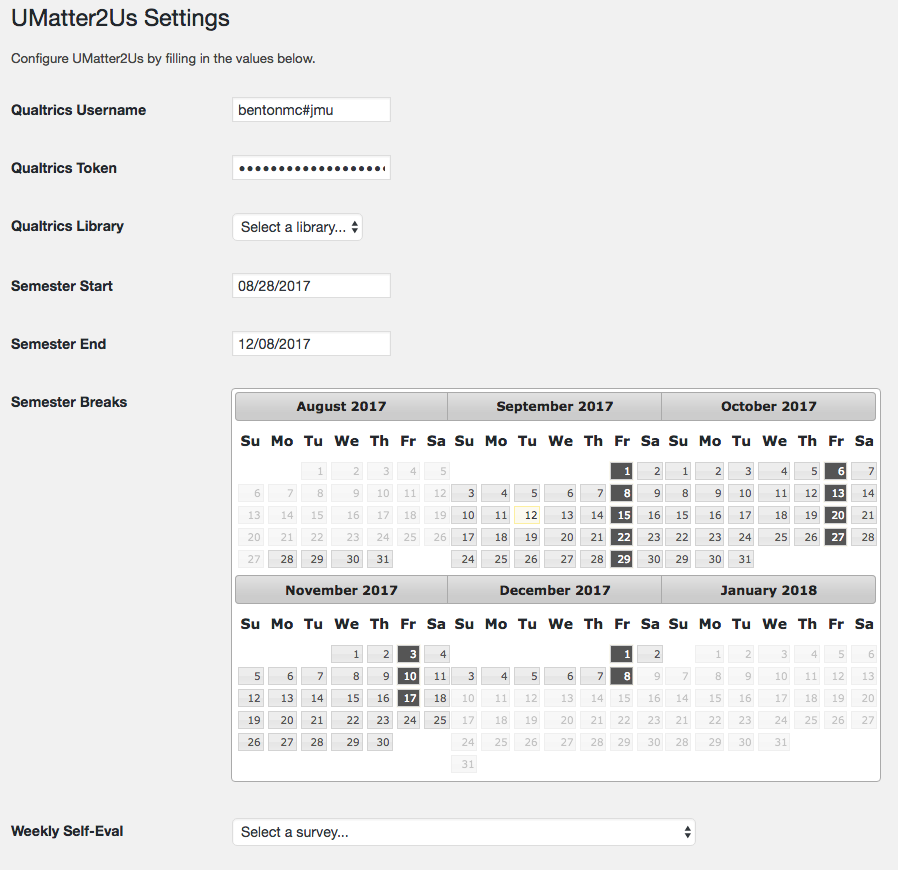 UMatter2Us Settings
Configure UMatter2Us by filling in the values below.
Qualtrics Username bentonmc#jmu
Qualtrics Token ••••••••••••••••••
Qualtrics Library Select a library...
Semester Start 08/28/2017
Semester End 12/08/2017
Semester Breaks
August 2017 September 2017 October 2017
Su Mo Tu We Th Fr Sa Su Mo Tu We Th Fr Sa Su Mo Tu We Th Fr Sa
1 2 3 4 5 1 2 1 2 3 4 5 6 7
6 7 8 9 10 11 12 3 4 5 6 7 8 9 8 9 10 11 12 13 14
13 14 15 16 17 18 19 10 11 12 13 14 15 16 15 16 17 18 19 20 21
20 21 22 23 24 25 26 17 18 19 20 21 22 23 22 23 24 25 26 27 28
27 28 29 30 31 24 25 26 27 28 29 30 29 30 31
November 2017 December 2017 January 2018
Su Mo Tu We Th Fr Sa Su Mo Tu We Th Fr Sa Su Mo Tu We Th Fr Sa
1 2 3 4 1 2 1 2 3 4 5 6
5 6 7 8 9 10 11 3 4 5 6 7 8 9 7 8 9 10 11 12 13
12 13 14 15 16 17 18 10 11 12 13 14 15 16 14 15 16 17 18 19 20
19 20 21 22 23 24 25 17 18 19 20 21 22 23 21 22 23 24 25 26 27
26 27 28 29 30 24 25 26 27 28 29 30 28 29 30 31
31
Weekly Self-Eval Select a survey...